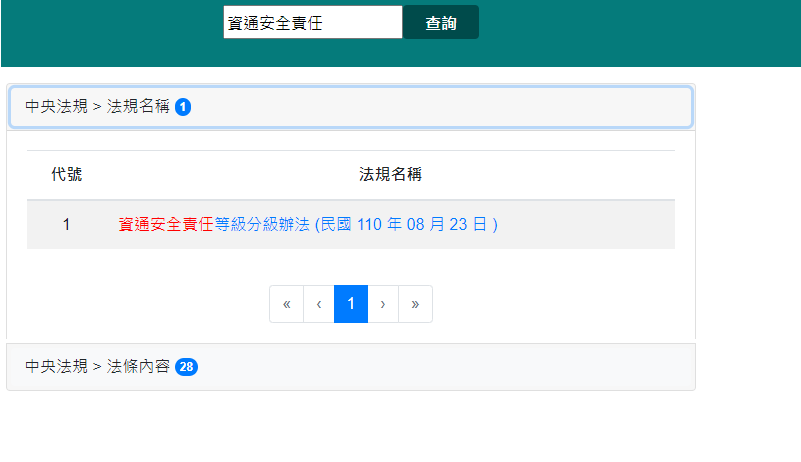 資通安全責任 查詢
中央法規 > 法規名稱 1
代號 法規名稱
1 資通安全責任等級分級辦法 (民國 110 年 08 月 23 日 )
« ‹ 1 › »
中央法規 > 法條內容 28